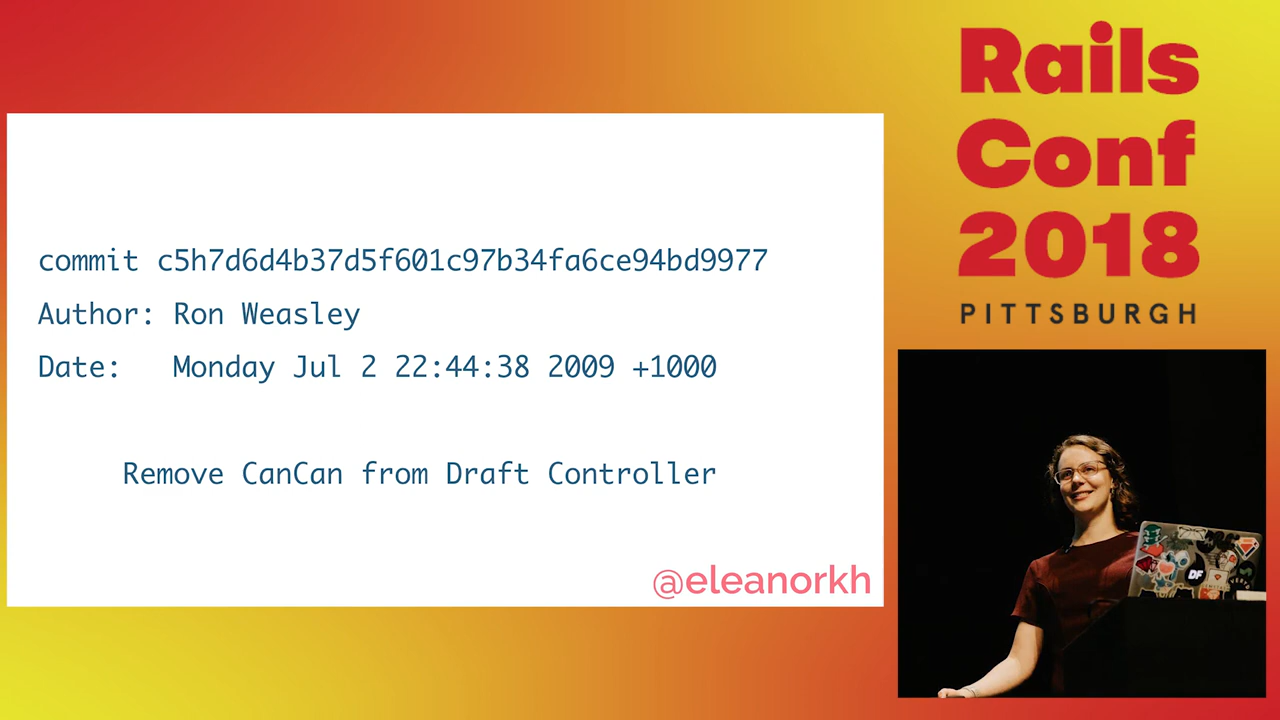 commit c5h7d6d4b37d5f601c97b34fa6ce94bd9977
Author: Ron Weasley
Date:   Monday Jul 2 22:44:38 2009 +1000
Remove CanCan from Draft Controller
@eleanorkh
Rails
Conf
2018
PITTSBURGH
DF